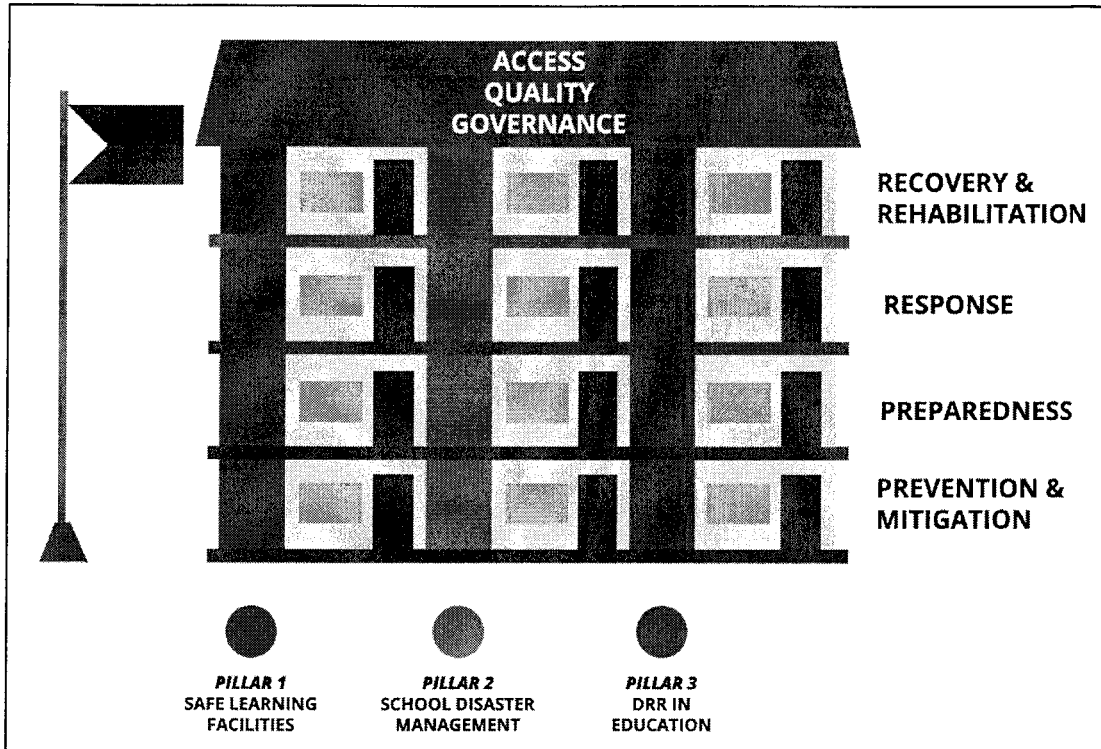 ACCESS
QUALITY
GOVERNANCE
RECOVERY &
REHABILITATION
RESPONSE
PREPAREDNESS
PREVENTION &
MITIGATION
PILLAR 1
SAFE LEARNING
FACILITIES
PILLAR 2
SCHOOL DISASTER
MANAGEMENT
PILLAR 3
DRR IN
EDUCATION